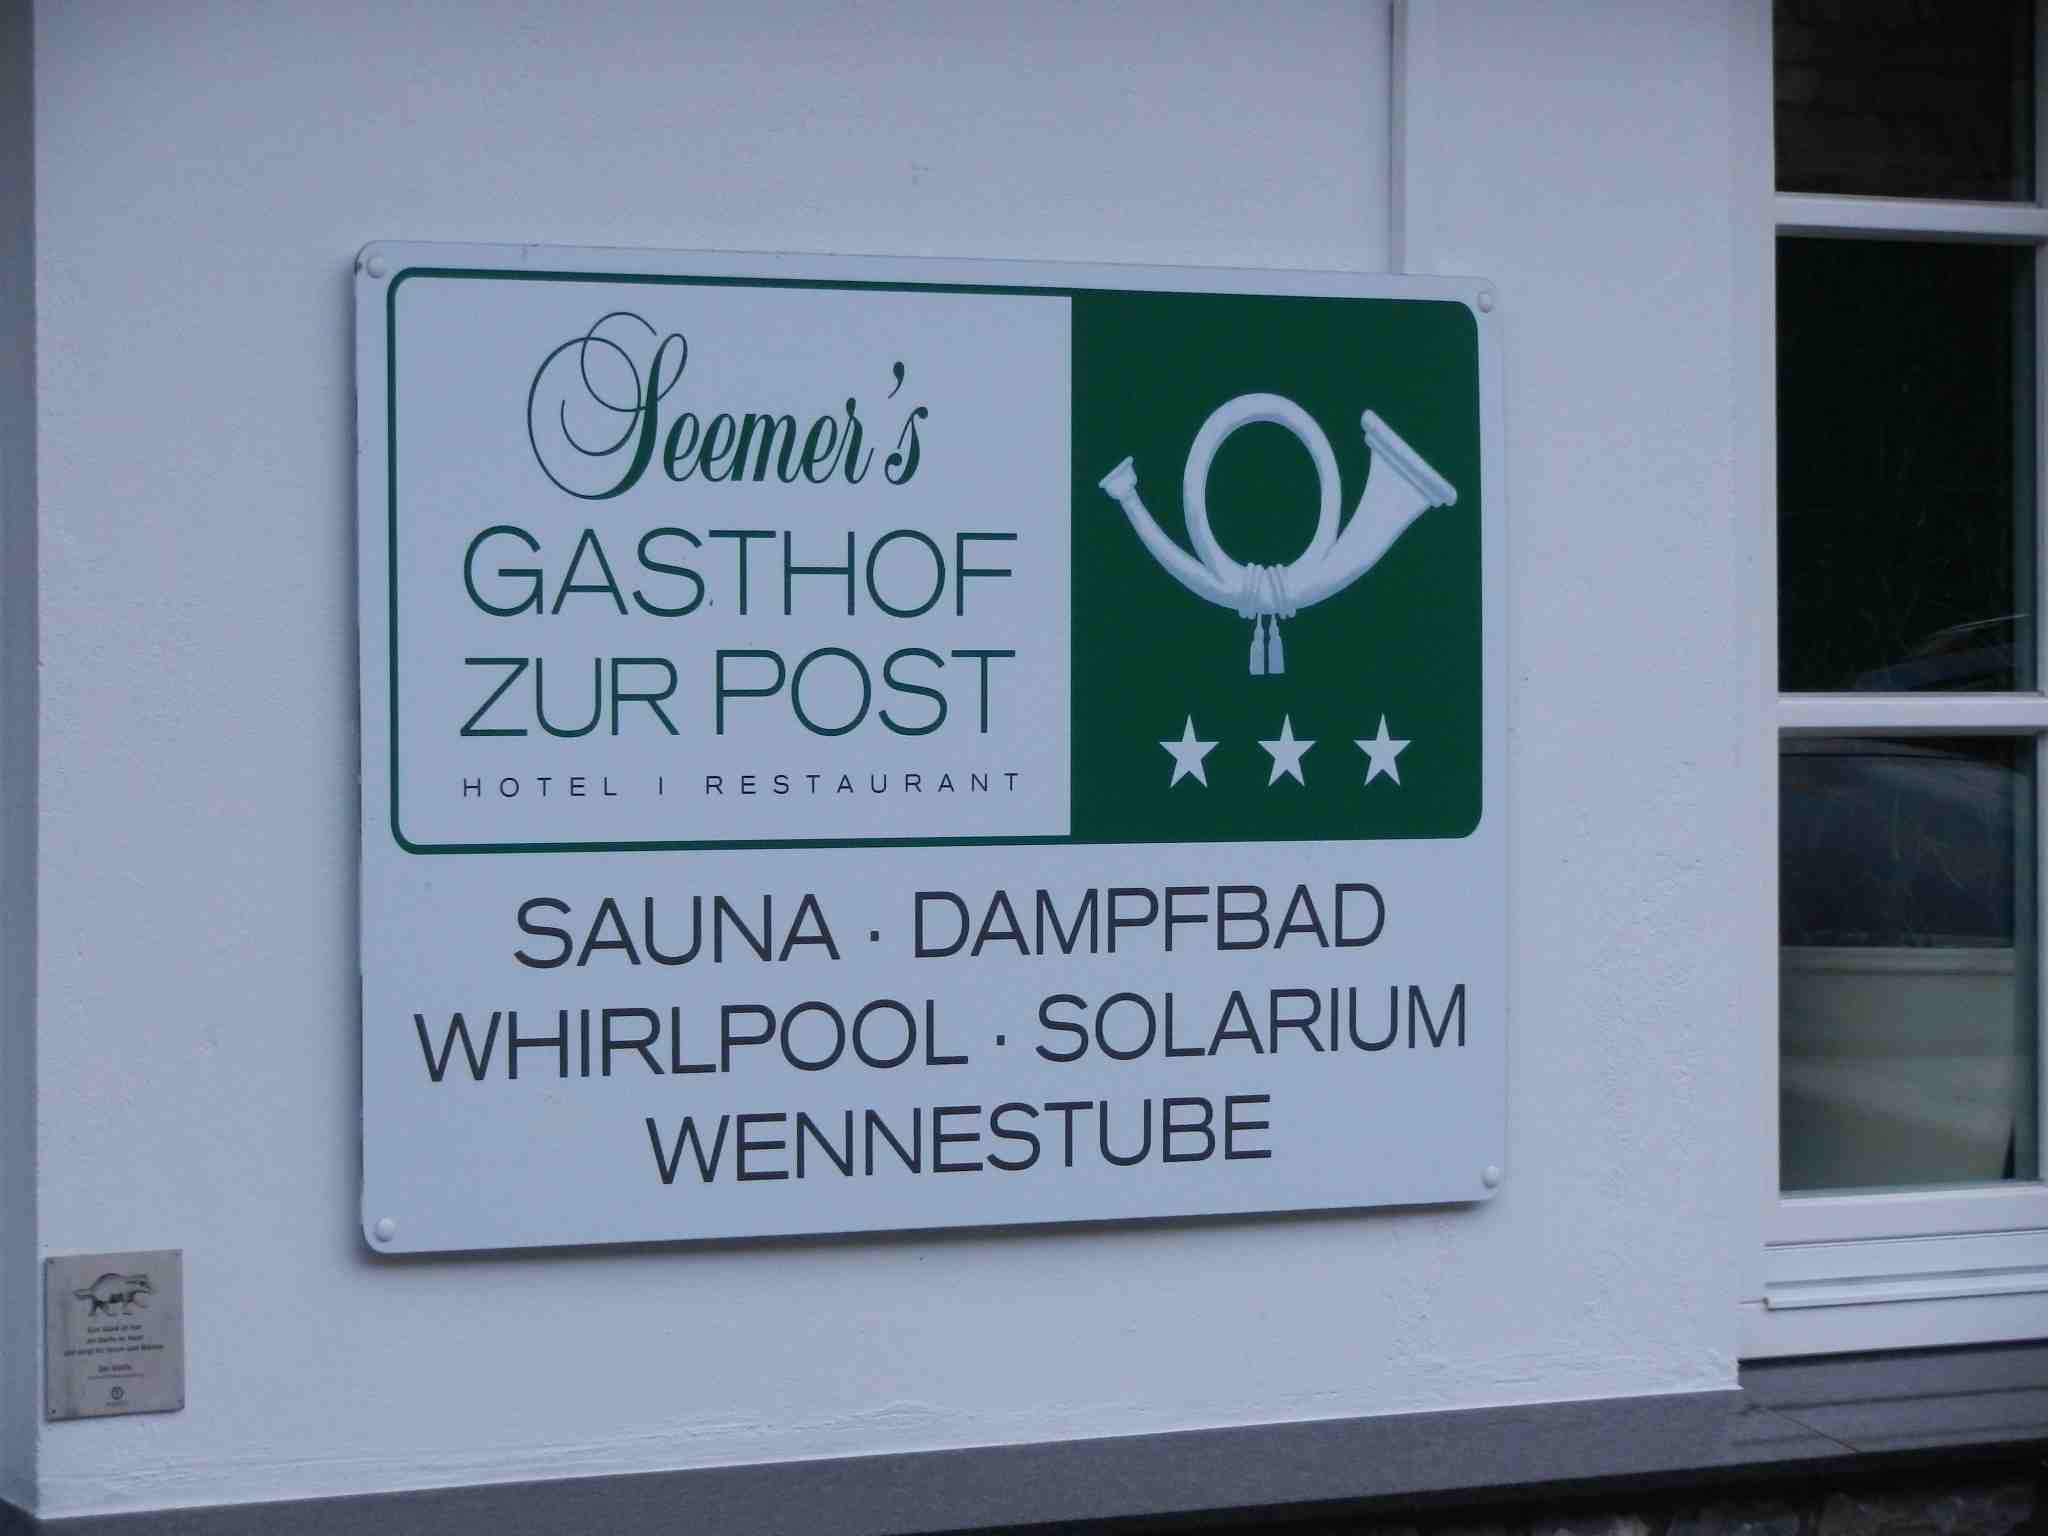 Seemer's
GASTHOF
ZUR POST
HOTEL | RESTAURANT
SAUNA · DAMPFBAD
WHIRLPOOL · SOLARIUM
WENNESTUBE